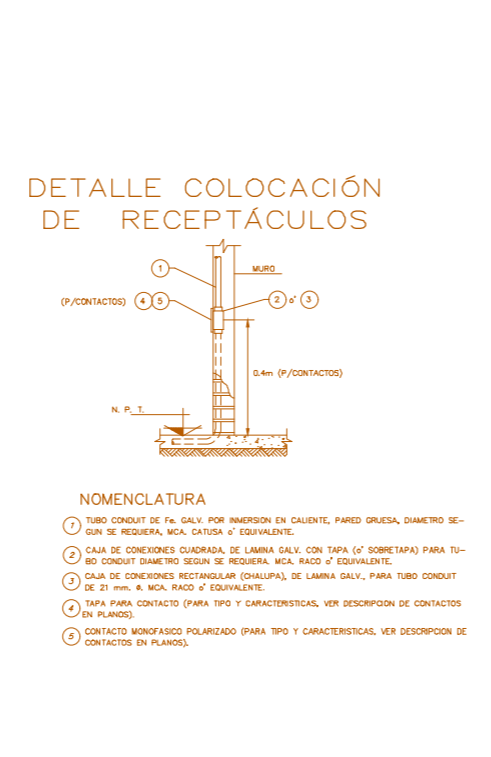 DETALLE COLOCACIÓN
DE RECEPTÁCULOS
1
MURO
(P/CONTACTOS) 4 5
2 o' 3
0.4m (P/CONTACTOS)
N. P. T.
NOMENCLATURA
1 TUBO CONDUIT DE Fe. GALV. POR INMERSION EN CALIENTE, PARED GRUESA, DIAMETRO SE-
GUN SE REQUIERA, MCA. CATUSA o' EQUIVALENTE.
2 CAJA DE CONEXIONES CUADRADA, DE LAMINA GALV. CON TAPA (o' SOBRETAPA) PARA TU-
BO CONDUIT DIAMETRO SEGUN SE REQUIERA. MCA. RACO o' EQUIVALENTE.
3 CAJA DE CONEXIONES RECTANGULAR (CHALUPA), DE LAMINA GALV., PARA TUBO CONDUIT
DE 21 mm. ø, MCA. RACO o' EQUIVALENTE.
4 TAPA PARA CONTACTO (PARA TIPO Y CARACTERISTICAS, VER DESCRIPCION DE CONTACTOS
EN PLANOS).
5 CONTACTO MONOFASICO POLARIZADO (PARA TIPO Y CARACTERISTICAS, VER DESCRIPCION DE
CONTACTOS EN PLANOS).